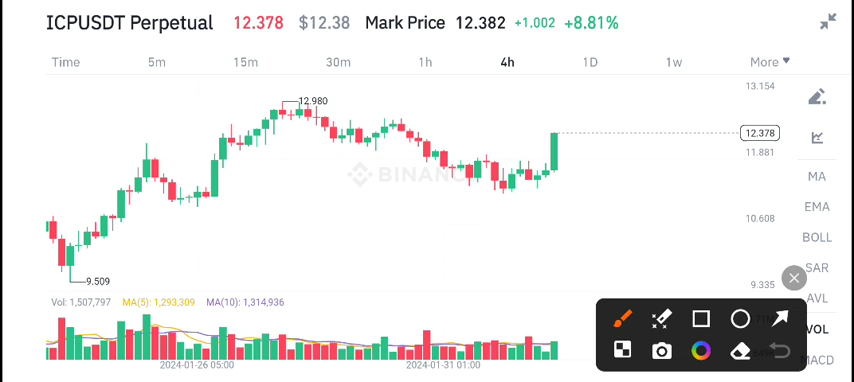 ICPUSDT Perpetual 12.378 $12.38 Mark Price 12.382 +1.002 +8.81%
Time 5m 15m 30m 1h 4h 1D 1w More
13.154
12.980
12.378
11.881
BINANC
MA
EMA
10.608
BOLL
SAR
9.509
9.335
AVL
Vol: 1,507,797 MA(5): 1,293,309 MA(10): 1,314,936
VOL
MACD
2024-01-26 05:00 2024-01-31 01:00